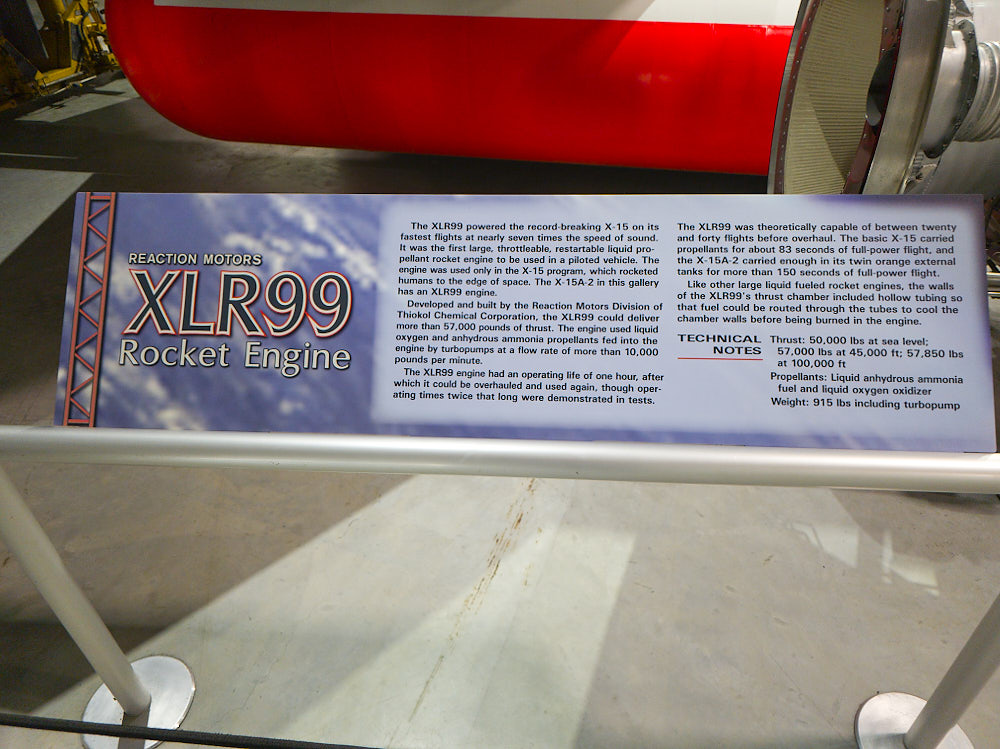 REACTION MOTORS
XLR99
Rocket Engine
The XLR99 powered the record-breaking X-15 on its
fastest flights at nearly seven times the speed of sound.
It was the first large, throttleable, restartable liquid pro-
pellant rocket engine to be used in a piloted vehicle. The
engine was used only in the X-15 program, which rocketed
humans to the edge of space. The X-15A-2 in this gallery
has an XLR99 engine.
Developed and built by the Reaction Motors Division of
Thiokol Chemical Corporation, the XLR99 could deliver
more than 57,000 pounds of thrust. The engine used liquid
oxygen and anhydrous ammonia propellants fed into the
engine by turbopumps at a flow rate of more than 10,000
pounds per minute.
The XLR99 engine had an operating life of one hour, after
which it could be overhauled and used again, though oper-
ating times twice that long were demonstrated in tests.
The XLR99 was theoretically capable of between twenty
and forty flights before overhaul. The basic X-15 carried
propellants for about 83 seconds of full-power flight, and
the X-15A-2 carried enough in its twin orange external
tanks for more than 150 seconds of full-power flight.
Like other large liquid fueled rocket engines, the walls
of the XLR99's thrust chamber included hollow tubing so
that fuel could be routed through the tubes to cool the
chamber walls before being burned in the engine.
TECHNICAL
NOTES
Thrust: 50,000 lbs at sea level;
57,000 lbs at 45,000 ft; 57,850 lbs
at 100,000 ft
Propellants: Liquid anhydrous ammonia
fuel and liquid oxygen oxidizer
Weight: 915 lbs including turbopump